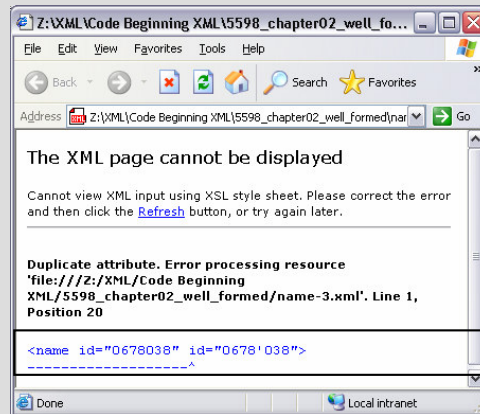 Z:\XML\Code Beginning XML\5598_chapter02_well_fo...
File Edit View Favorites Tools Help
Back Search Favorites
Address Z:\XML\Code Beginning XML\5598_chapter02_well_formed\nar Go
The XML page cannot be displayed
Cannot view XML input using XSL style sheet. Please correct the error
and then click the Refresh button, or try again later.
Duplicate attribute. Error processing resource
'file:///Z:/XML/Code Beginning
XML/5598_chapter02_well_formed/name-3.xml'. Line 1,
Position 20
<name id="0678038" id="0678'038">
-------------------^
Done Local intranet